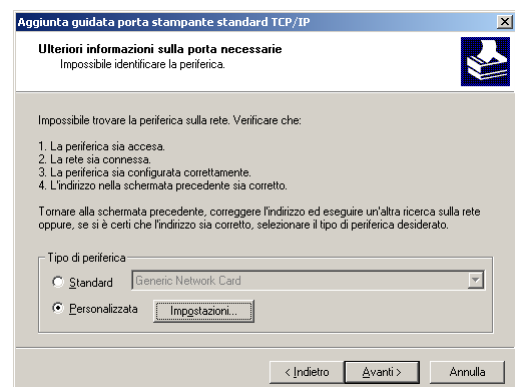 Aggiunta guidata porta stampante standard TCP/IP
Ulteriori informazioni sulla porta necessarie
Impossibile identificare la periferica.
Impossibile trovare la periferica sulla rete. Verificare che:
1. La periferica sia accesa.
2. La rete sia connessa.
3. La periferica sia configurata correttamente.
4. L'indirizzo nella schermata precedente sia corretto.
Tornare alla schermata precedente, correggere l'indirizzo ed eseguire un'altra ricerca sulla rete
oppure, se si è certi che l'indirizzo sia corretto, selezionare il tipo di periferica desiderato.
Tipo di periferica
Standard Generic Network Card
Personalizzata Impostazioni...
< Indietro Avanti > Annulla